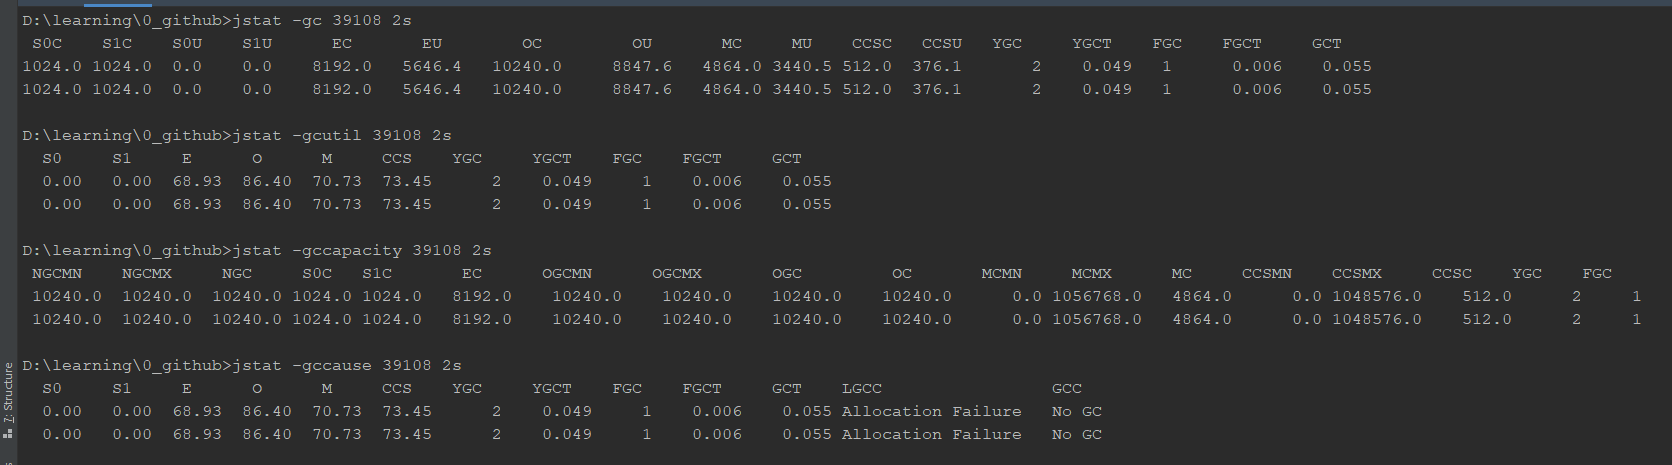 D:\learning\0_github>jstat -gc 39108 2s
S0C S1C S0U S1U EC EU OC OU MC MU CCSC CCSU YGC YGCT FGC FGCT GCT
1024.0 1024.0 0.0 0.0 8192.0 5646.4 10240.0 8847.6 4864.0 3440.5 512.0 376.1 2 0.049 1 0.006 0.055
1024.0 1024.0 0.0 0.0 8192.0 5646.4 10240.0 8847.6 4864.0 3440.5 512.0 376.1 2 0.049 1 0.006 0.055
D:\learning\0_github>jstat -gcutil 39108 2s
S0 S1 E O M CCS YGC YGCT FGC FGCT GCT
0.00 0.00 68.93 86.40 70.73 73.45 2 0.049 1 0.006 0.055
0.00 0.00 68.93 86.40 70.73 73.45 2 0.049 1 0.006 0.055
D:\learning\0_github>jstat -gccapacity 39108 2s
NGCMN NGCMX NGC S0C S1C EC OGCMN OGCMX OGC OC MCMN MCMX MC CCSMN CCSMX CCSC YGC FGC
10240.0 10240.0 10240.0 1024.0 1024.0 8192.0 10240.0 10240.0 10240.0 10240.0 0.0 1056768.0 4864.0 0.0 1048576.0 512.0 2 1
10240.0 10240.0 10240.0 1024.0 1024.0 8192.0 10240.0 10240.0 10240.0 10240.0 0.0 1056768.0 4864.0 0.0 1048576.0 512.0 2 1
D:\learning\0_github>jstat -gccause 39108 2s
S0 S1 E O M CCS YGC YGCT FGC FGCT GCT LGCC GCC
0.00 0.00 68.93 86.40 70.73 73.45 2 0.049 1 0.006 0.055 Allocation Failure No GC
0.00 0.00 68.93 86.40 70.73 73.45 2 0.049 1 0.006 0.055 Allocation Failure No GC
7: Structure